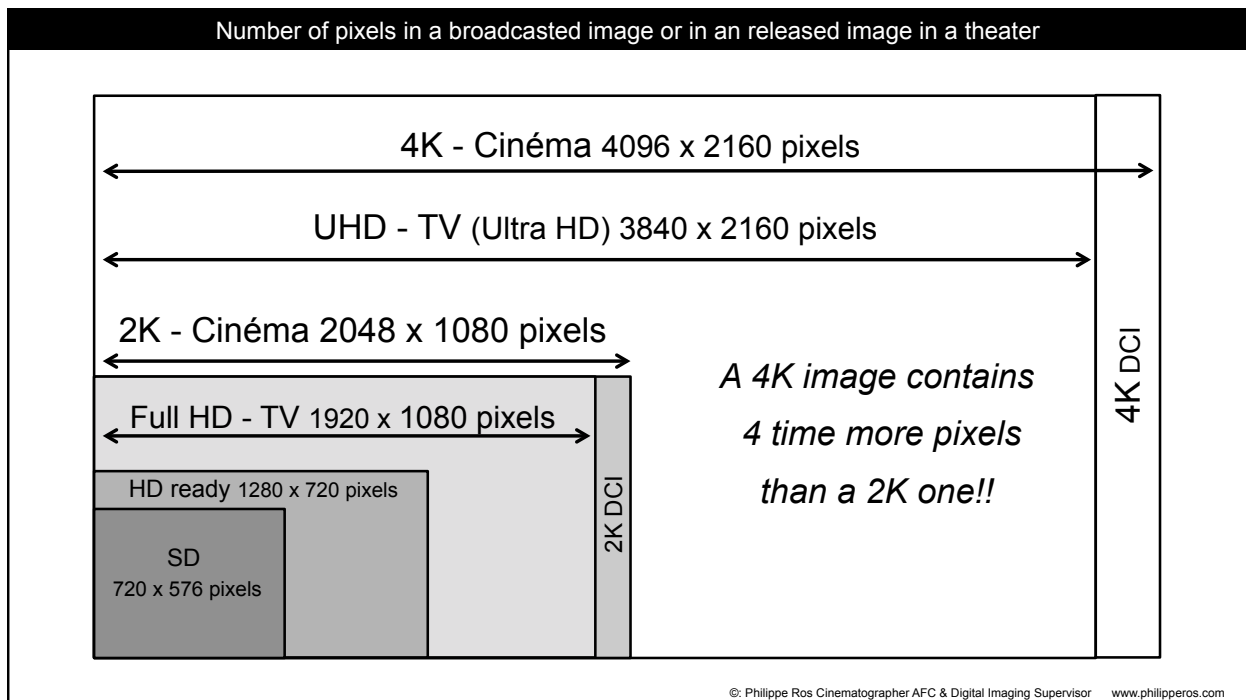 Number of pixels in a broadcasted image or in an released image in a theater
4K - Cinéma 4096 x 2160 pixels
UHD - TV (Ultra HD) 3840 x 2160 pixels
2K - Cinéma 2048 x 1080 pixels
Full HD - TV 1920 x 1080 pixels
HD ready 1280 x 720 pixels
SD
720 x 576 pixels
2K DCI
A 4K image contains
4 time more pixels
than a 2K one!!
4K DCI
©: Philippe Ros Cinematographer AFC & Digital Imaging Supervisor www.philipperos.com